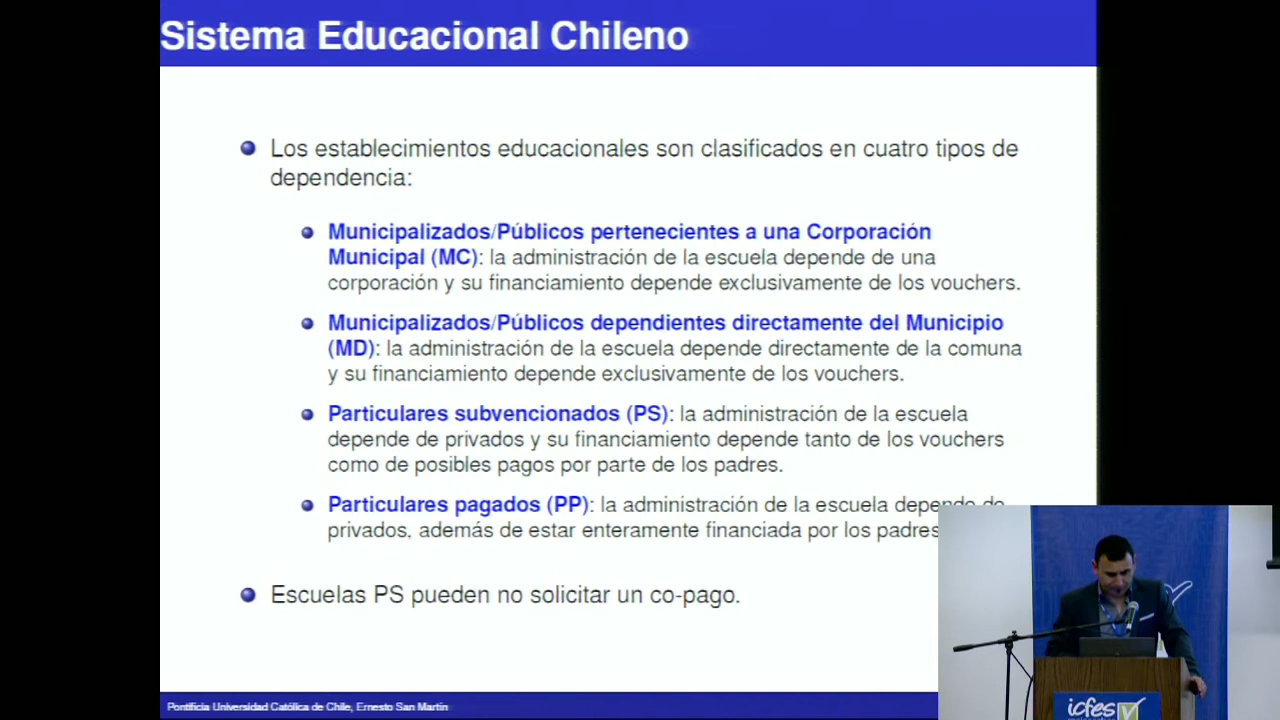 Sistema Educacional Chileno
Los establecimientos educacionales son clasificados en cuatro tipos de
dependencia:
Municipalizados/Públicos pertenecientes a una Corporación
Municipal (MC): la administración de la escuela depende de una
corporación y su financiamiento depende exclusivamente de los vouchers.
Municipalizados/Públicos dependientes directamente del Municipio
(MD): la administración de la escuela depende directamente de la comuna
y su financiamiento depende exclusivamente de los vouchers.
Particulares subvencionados (PS): la administración de la escuela
depende de privados y su financiamiento depende tanto de los vouchers
como de posibles pagos por parte de los padres.
Particulares pagados (PP): la administración de la escuela depende de
privados, además de estar enteramente financiada por los padres
Escuelas PS pueden no solicitar un co-pago.
Pontificia Universidad Católica de Chile, Ernesto San Martín
icfes